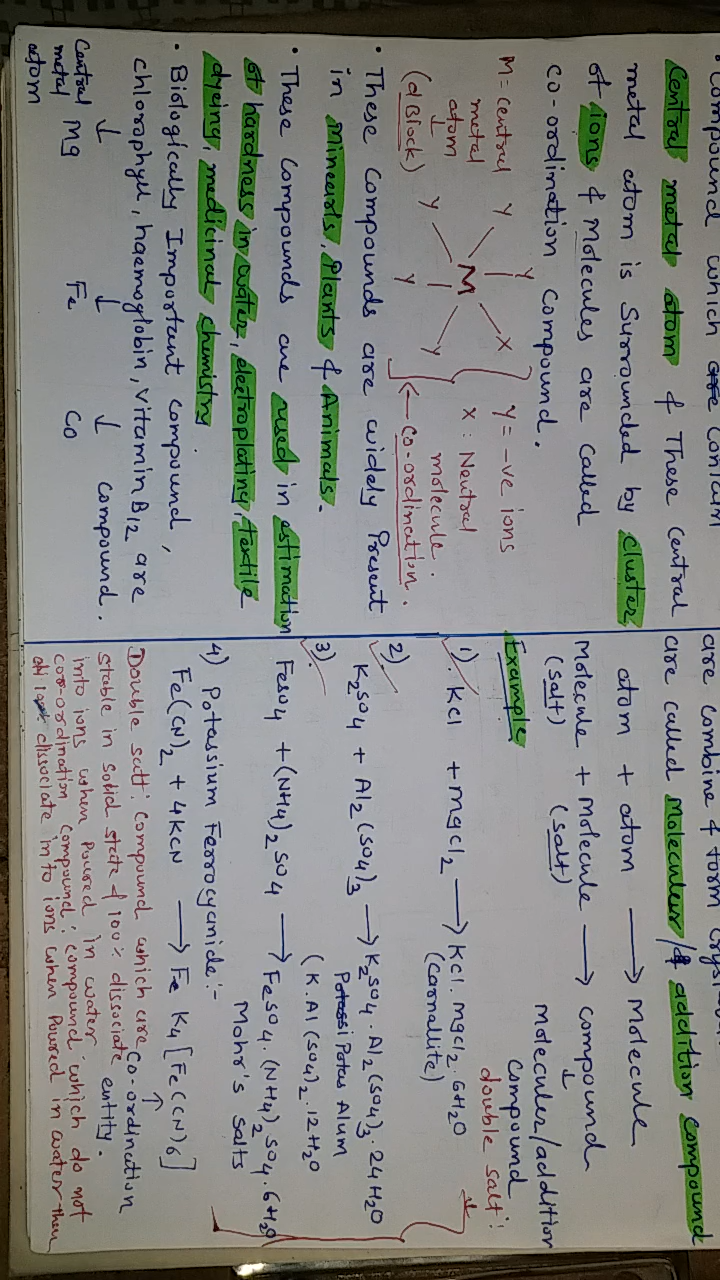 Compound which are contain
Central metal atom & These Central
metal atom is Surrounded by cluster
of ions & Molecules are called
co-ordination compound.
M = central
metal
atom
(d Block)
Y Y
Y M X
Y Y
Y = -ve ions
X : Neutral
molecule.
← co-ordination.
• These Compounds are widely Present
in minearls, Plants & Animals.
• These Compounds are used in estimation
of hardness in water, electroplating, textile
dying, medicinal chemistry.
• Biologically Important compound,
chlorophyll, haemoglobin, vitamin B12 are
↓ ↓ ↓ compound.
Central Mg Fe Co
metal
atom
are combine & form
are called Moleculer/& addition compound
atom + atom ⟶ Molecule
Molecule + Molecule ⟶ compound
(salt) (salt) ↓
molecules/addition
Compound
Example
double salt:
1) KCl + MgCl2 ⟶ KCl. MgCl2. 6H2O
(Carnallite)
2)
K2SO4 + Al2(SO4)3 ⟶ K2SO4. Al2(SO4)3. 24H2O
Potassi Potas Alum
(K. Al(SO4)2. 12H2O
3)
FeSO4 + (NH4)2SO4 ⟶ FeSO4. (NH4)2SO4. 6H2O
Mohr's Salts
4) Potassium Ferrocyanide :-
Fe(CN)2 + 4KCN ⟶ Fe K4[Fe(CN)6]
↑
Co-ordination
entity.
Double salt: Compound which are
stable in solid state & 100% dissociate
into ions when Poured in water
coo-ordination Compound: compound which do not
dissociate into ions when Poured in water then